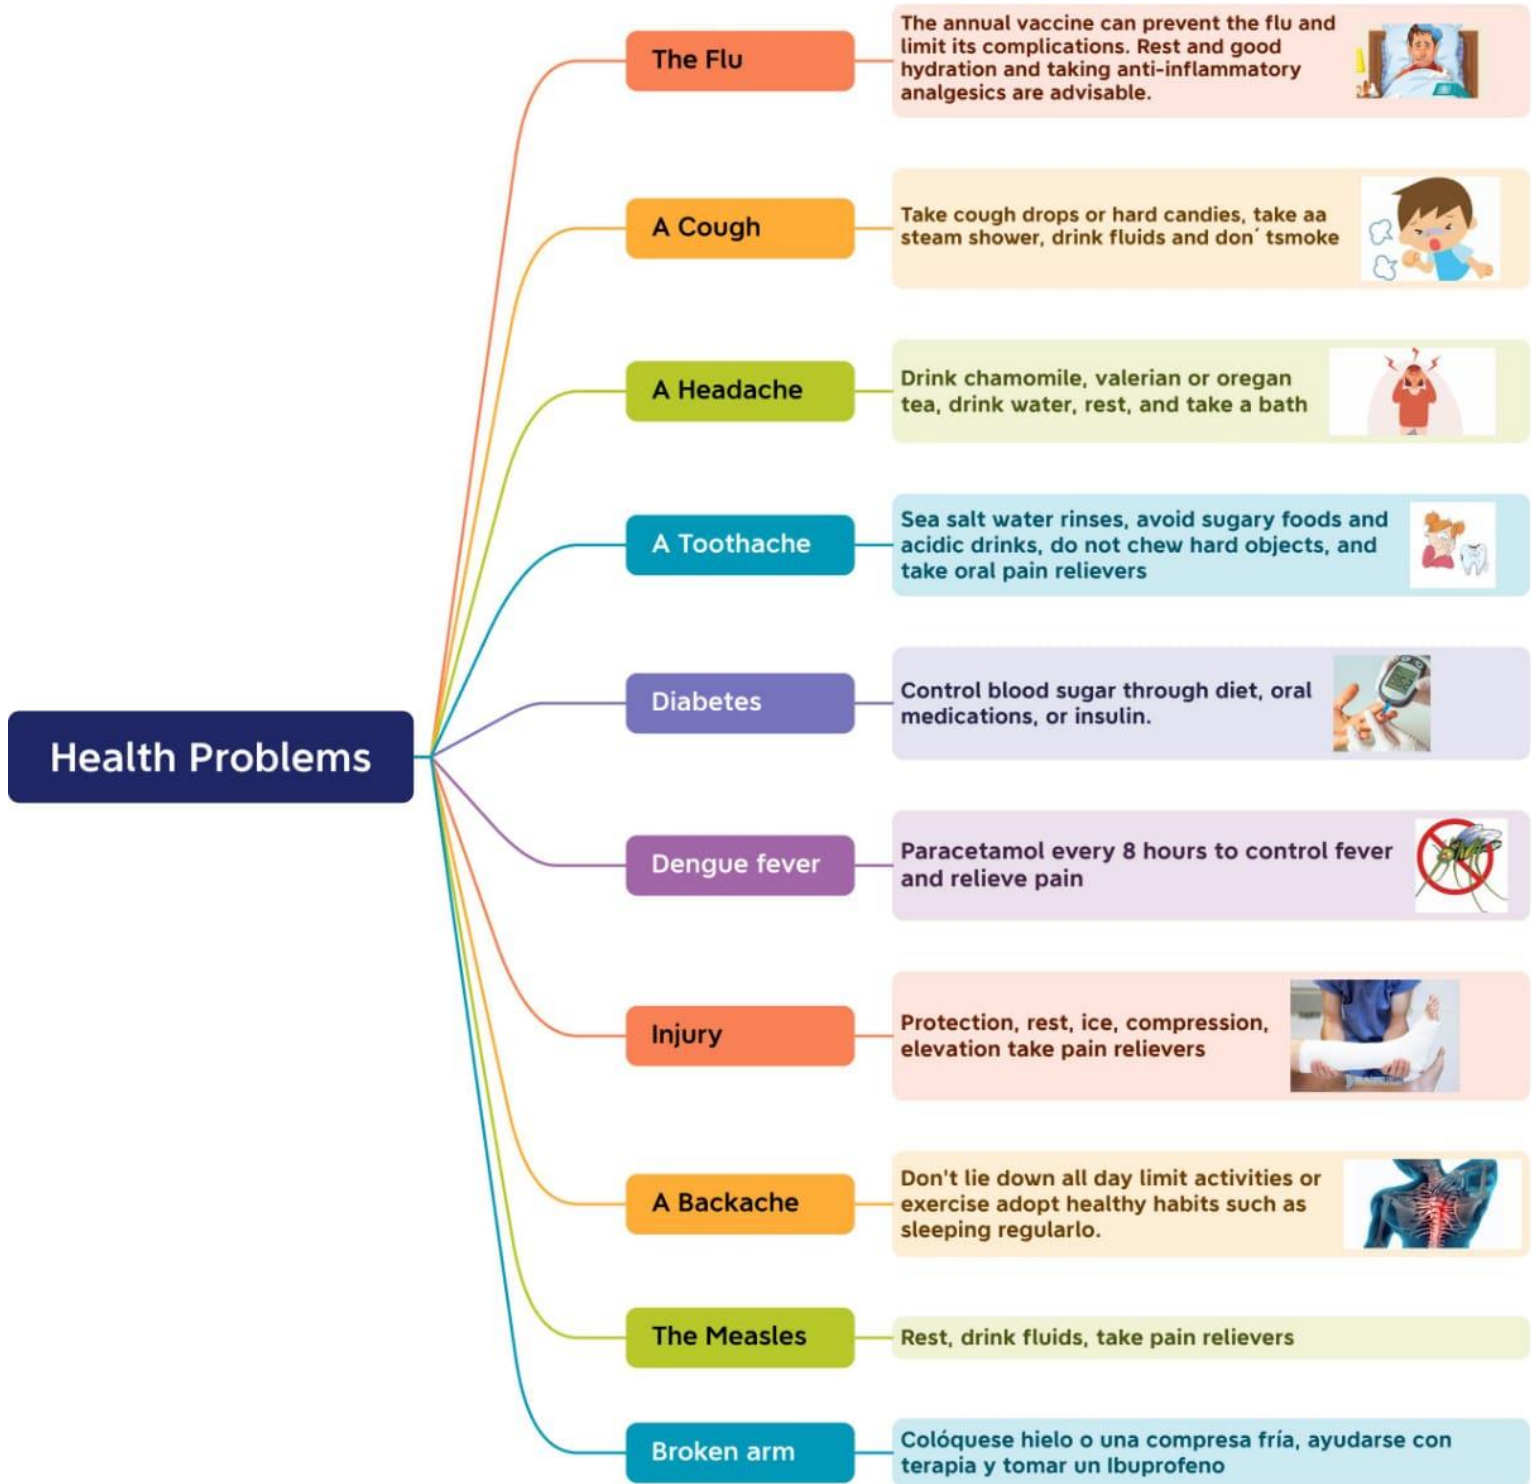 Health Problems
The Flu
The annual vaccine can prevent the flu and
limit its complications. Rest and good
hydration and taking anti-inflammatory
analgesics are advisable.
A Cough
Take cough drops or hard candies, take aa
steam shower, drink fluids and don´ tsmoke
A Headache
Drink chamomile, valerian or oregan
tea, drink water, rest, and take a bath
A Toothache
Sea salt water rinses, avoid sugary foods and
acidic drinks, do not chew hard objects, and
take oral pain relievers
Diabetes
Control blood sugar through diet, oral
medications, or insulin.
Dengue fever
Paracetamol every 8 hours to control fever
and relieve pain
Injury
Protection, rest, ice, compression,
elevation take pain relievers
A Backache
Don't lie down all day limit activities or
exercise adopt healthy habits such as
sleeping regularlo.
The Measles
Rest, drink fluids, take pain relievers
Broken arm
Colóquese hielo o una compresa fría, ayudarse con
terapia y tomar un Ibuprofeno